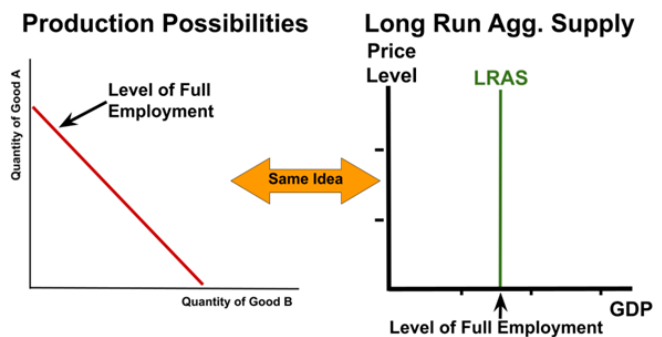 Production Possibilities
Quantity of Good A
Level of Full
Employment
Quantity of Good B
Same Idea
Long Run Agg. Supply
Price
Level
LRAS
GDP
Level of Full Employment